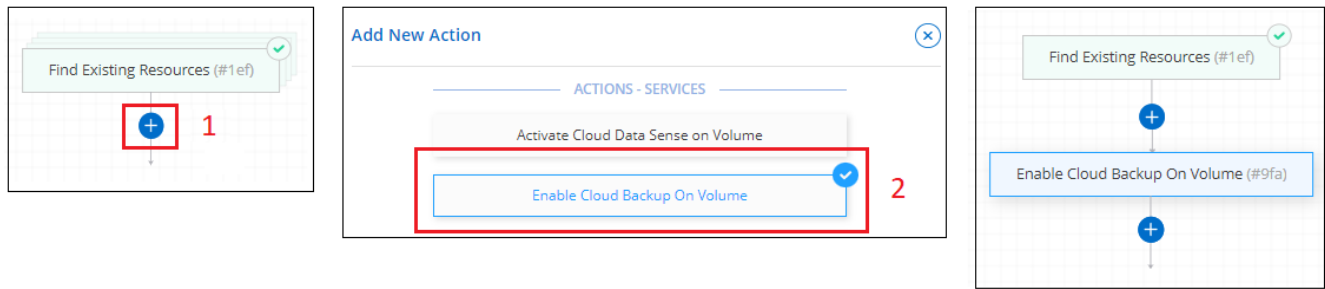 Find Existing Resources (#1ef)
1
Add New Action
ACTIONS - SERVICES
Activate Cloud Data Sense on Volume
Enable Cloud Backup On Volume
2
Find Existing Resources (#1ef)
Enable Cloud Backup On Volume (#9fa)